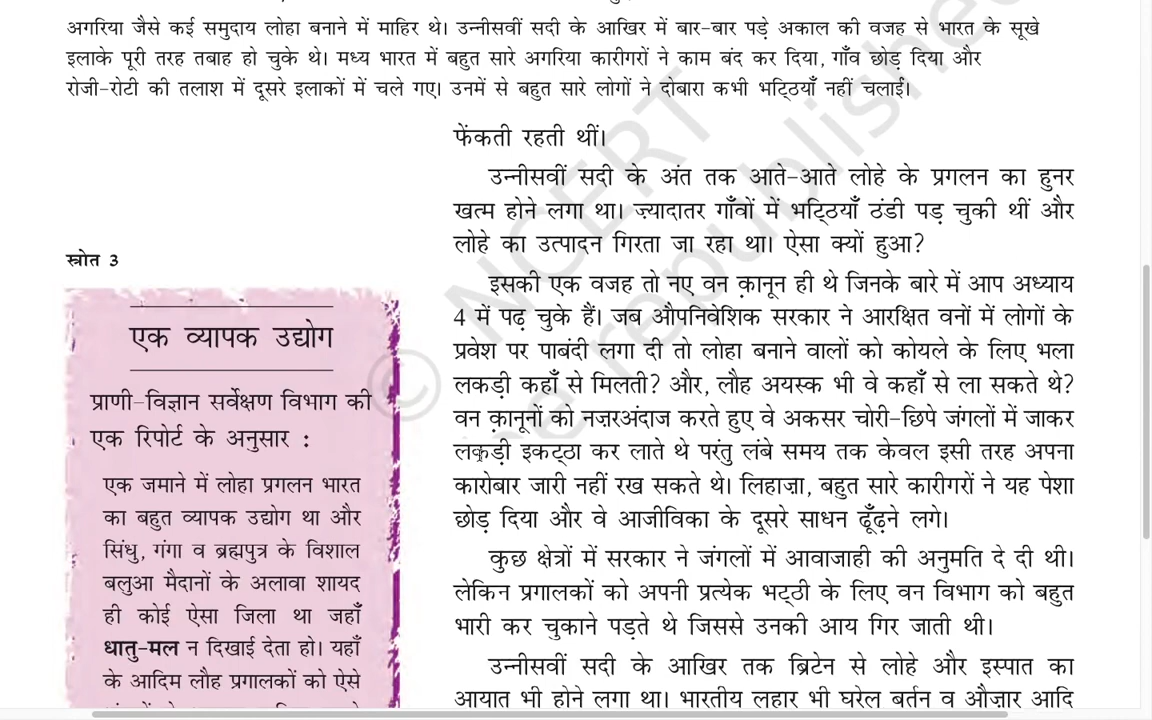 अगरिया जैसे कई समुदाय लोहा बनाने में माहिर थे। उन्नीसवीं सदी के आखिर में बार-बार पड़े अकाल की वजह से भारत के सूखे
इलाके पूरी तरह तबाह हो चुके थे। मध्य भारत में बहुत सारे अगरिया कारीगरों ने काम बंद कर दिया, गाँव छोड़ दिया और
रोजी-रोटी की तलाश में दूसरे इलाकों में चले गए। उनमें से बहुत सारे लोगों ने दोबारा कभी भट्ठियाँ नहीं चलाईं।
फेंकती रहती थीं।
उन्नीसवीं सदी के अंत तक आते-आते लोहे के प्रगलन का हुनर
खत्म होने लगा था। ज़्यादातर गाँवों में भट्ठियाँ ठंडी पड़ चुकी थीं और
लोहे का उत्पादन गिरता जा रहा था। ऐसा क्यों हुआ?
इसकी एक वजह तो नए वन क़ानून ही थे जिनके बारे में आप अध्याय
4 में पढ़ चुके हैं। जब औपनिवेशिक सरकार ने आरक्षित वनों में लोगों के
प्रवेश पर पाबंदी लगा दी तो लोहा बनाने वालों को कोयले के लिए भला
लकड़ी कहाँ से मिलती? और, लौह अयस्क भी वे कहाँ से ला सकते थे?
वन क़ानूनों को नज़रअंदाज करते हुए वे अकसर चोरी-छिपे जंगलों में जाकर
लकड़ी इकट्ठा कर लाते थे परंतु लंबे समय तक केवल इसी तरह अपना
कारोबार जारी नहीं रख सकते थे। लिहाज़ा, बहुत सारे कारीगरों ने यह पेशा
छोड़ दिया और वे आजीविका के दूसरे साधन ढूँढ़ने लगे।
कुछ क्षेत्रों में सरकार ने जंगलों में आवाजाही की अनुमति दे दी थी।
लेकिन प्रगालकों को अपनी प्रत्येक भट्ठी के लिए वन विभाग को बहुत
भारी कर चुकाने पड़ते थे जिससे उनकी आय गिर जाती थी।
उन्नीसवीं सदी के आखिर तक ब्रिटेन से लोहे और इस्पात का
आयात भी होने लगा था। भारतीय लुहार भी घरेलू बर्तन व औज़ार आदि
स्त्रोत 3
एक व्यापक उद्योग
प्राणी-विज्ञान सर्वेक्षण विभाग की
एक रिपोर्ट के अनुसार :
एक जमाने में लोहा प्रगलन भारत
का बहुत व्यापक उद्योग था और
सिंधु, गंगा व ब्रह्मपुत्र के विशाल
बलुआ मैदानों के अलावा शायद
ही कोई ऐसा जिला था जहाँ
धातु-मल न दिखाई देता हो। यहाँ
के आदिम लौह प्रगालकों को ऐसे
© NCERT
be republished